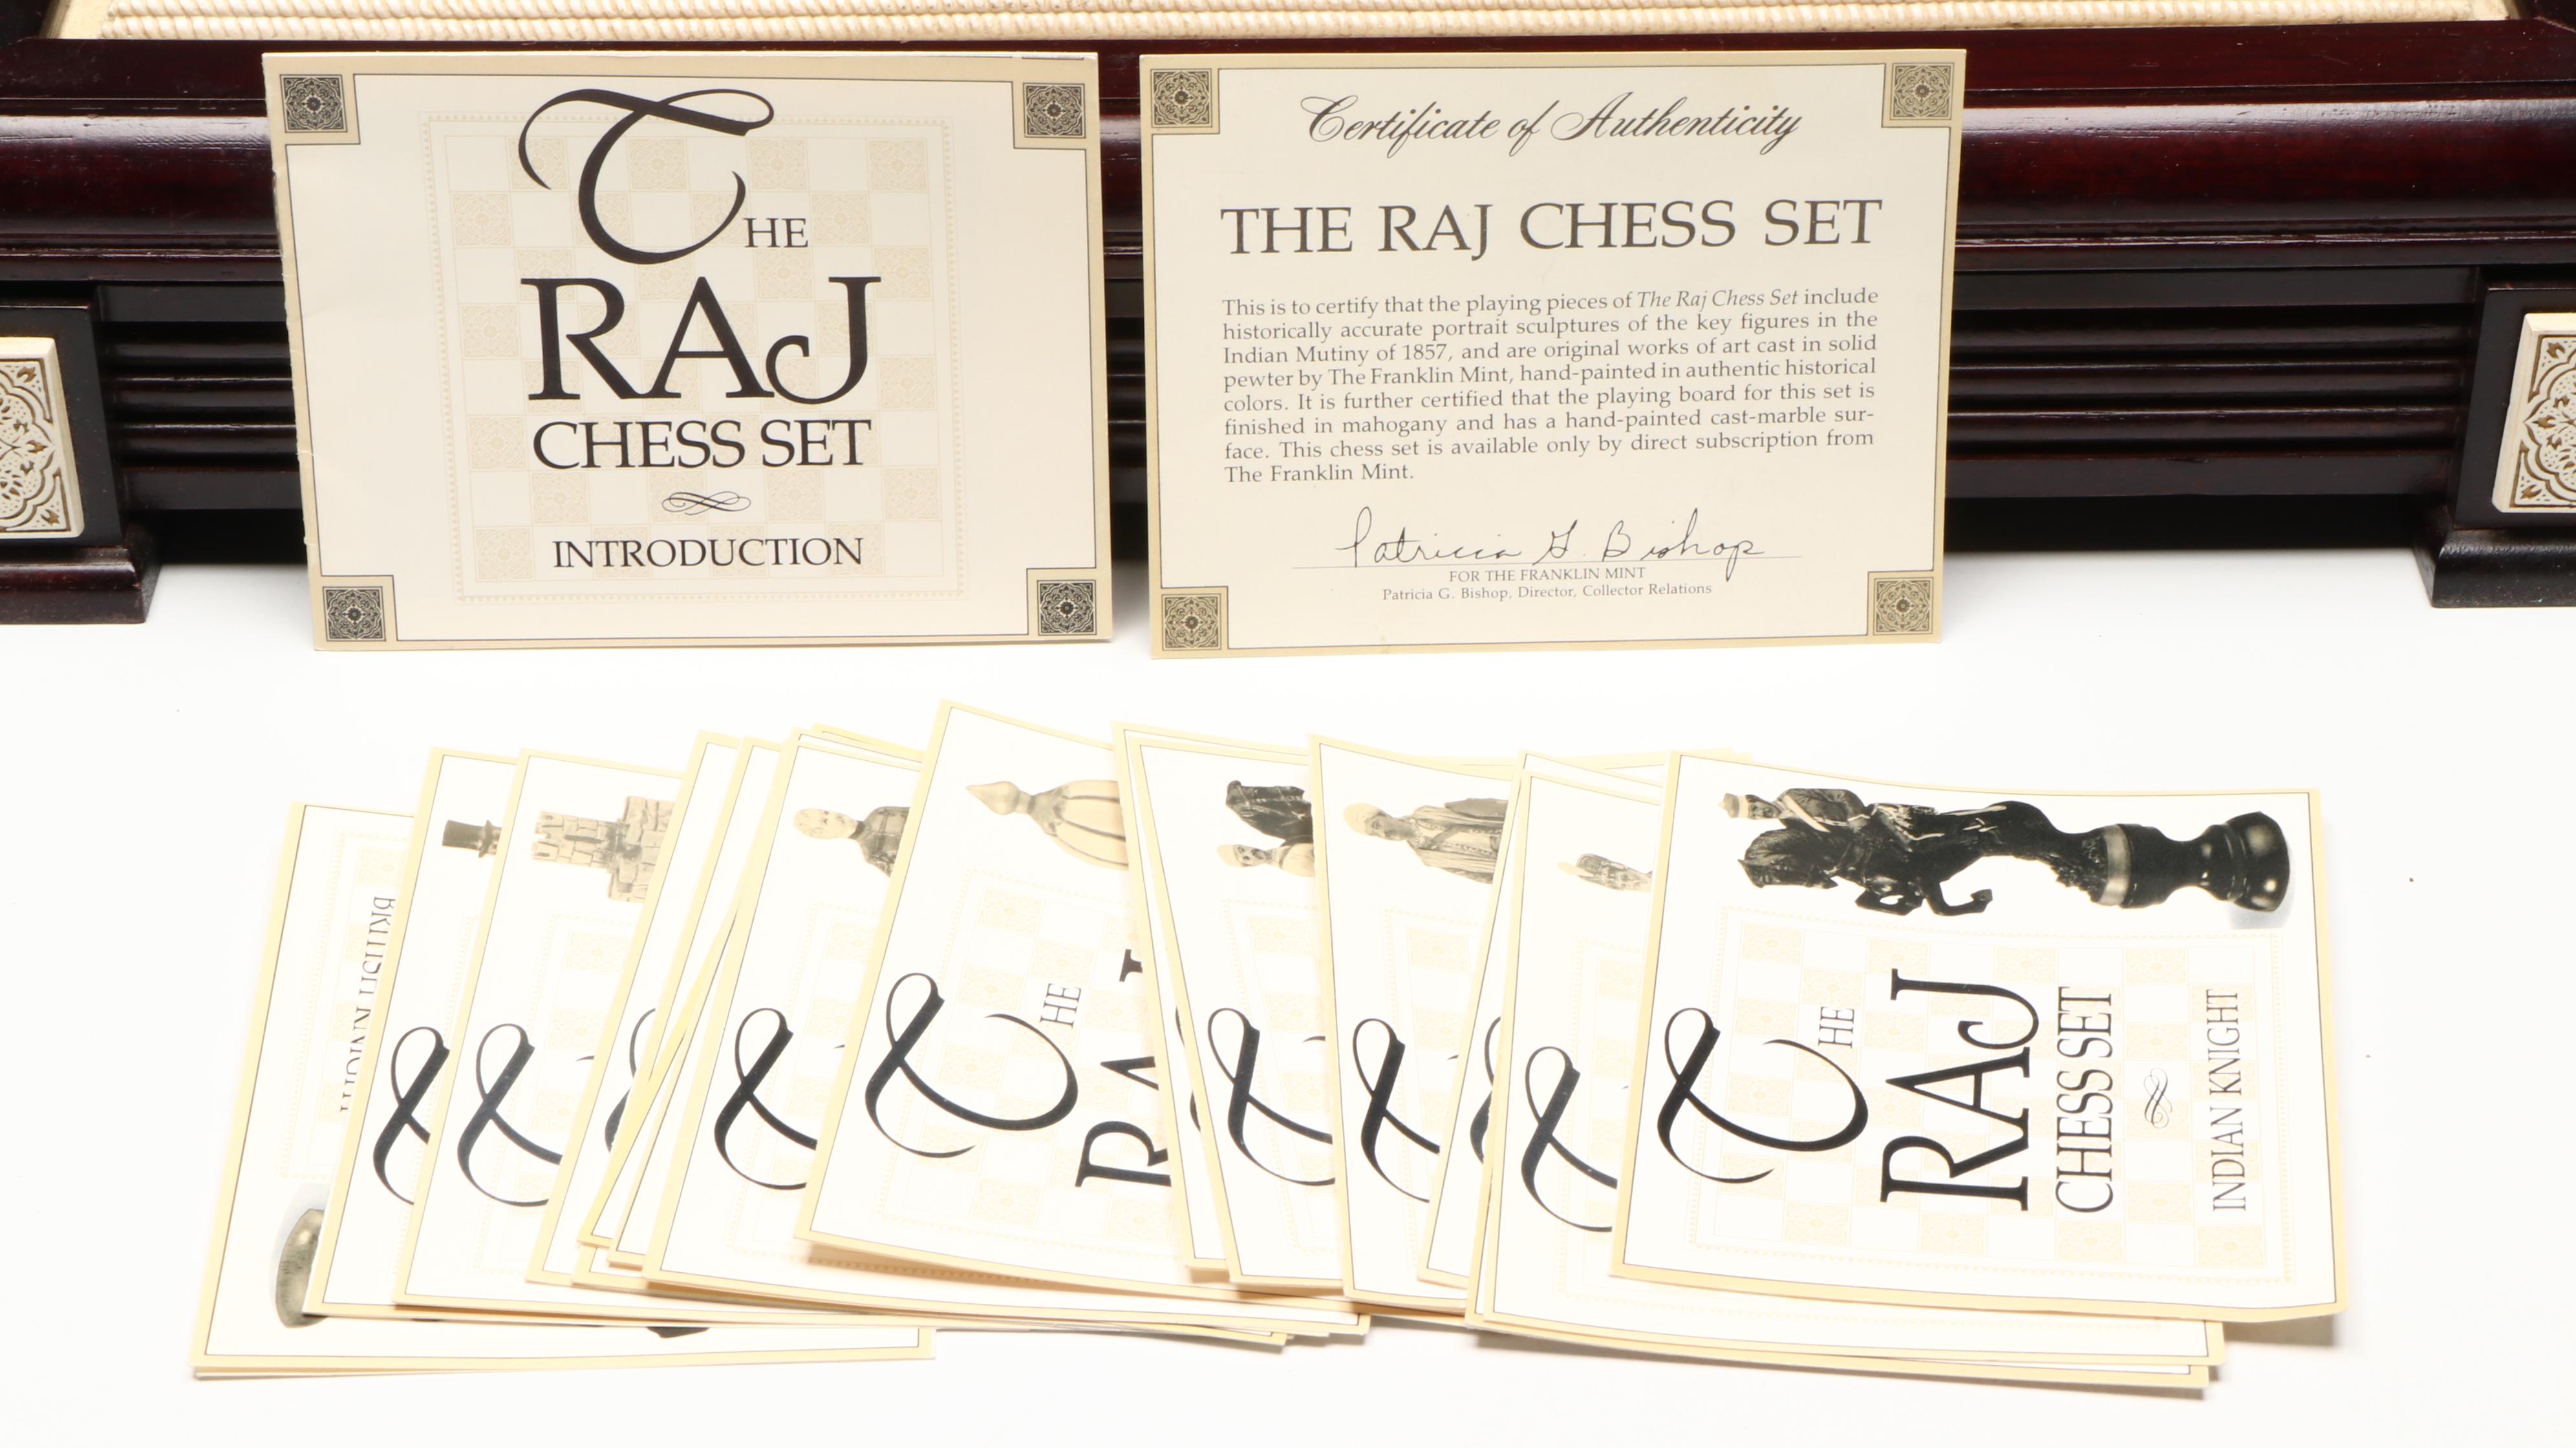 THE
RAJ
CHESS SET
INTRODUCTION
Certificate of Authenticity
THE RAJ CHESS SET
This is to certify that the playing pieces of The Raj Chess Set include
historically accurate portrait sculptures of the key figures in the
Indian Mutiny of 1857, and are original works of art cast in solid
pewter by The Franklin Mint, hand-painted in authentic historical
colors. It is further certified that the playing board for this set is
finished in mahogany and has a hand-painted cast-marble sur-
face. This chess set is available only by direct subscription from
The Franklin Mint.
Patricia G. Bishop
FOR THE FRANKLIN MINT
Patricia G. Bishop, Director, Collector Relations
BRITISH KNIGHT
THE
RA
THE
RAJ
CHESS SET
INDIAN KNIGHT